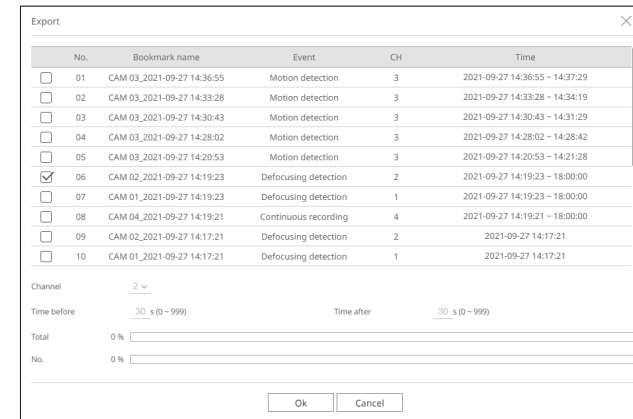 Export
No. Bookmark name Event CH Time
01 CAM 03_2021-09-27 14:36:55 Motion detection 3 2021-09-27 14:36:55 ~ 14:37:29
02 CAM 03_2021-09-27 14:33:28 Motion detection 3 2021-09-27 14:33:28 ~ 14:34:19
03 CAM 03_2021-09-27 14:30:43 Motion detection 3 2021-09-27 14:30:43 ~ 14:31:29
04 CAM 03_2021-09-27 14:28:02 Motion detection 3 2021-09-27 14:28:02 ~ 14:28:42
05 CAM 03_2021-09-27 14:20:53 Motion detection 3 2021-09-27 14:20:53 ~ 14:21:28
06 CAM 02_2021-09-27 14:19:23 Defocusing detection 2 2021-09-27 14:19:23 ~ 18:00:00
07 CAM 01_2021-09-27 14:19:23 Defocusing detection 1 2021-09-27 14:19:23 ~ 18:00:00
08 CAM 04_2021-09-27 14:19:21 Continuous recording 4 2021-09-27 14:19:21 ~ 18:00:00
09 CAM 02_2021-09-27 14:17:21 Defocusing detection 2 2021-09-27 14:17:21
10 CAM 01_2021-09-27 14:17:21 Defocusing detection 1 2021-09-27 14:17:21
Channel 2
Time before 30 s (0 ~ 999) Time after 30 s (0 ~ 999)
Total 0 %
No. 0 %
Ok Cancel